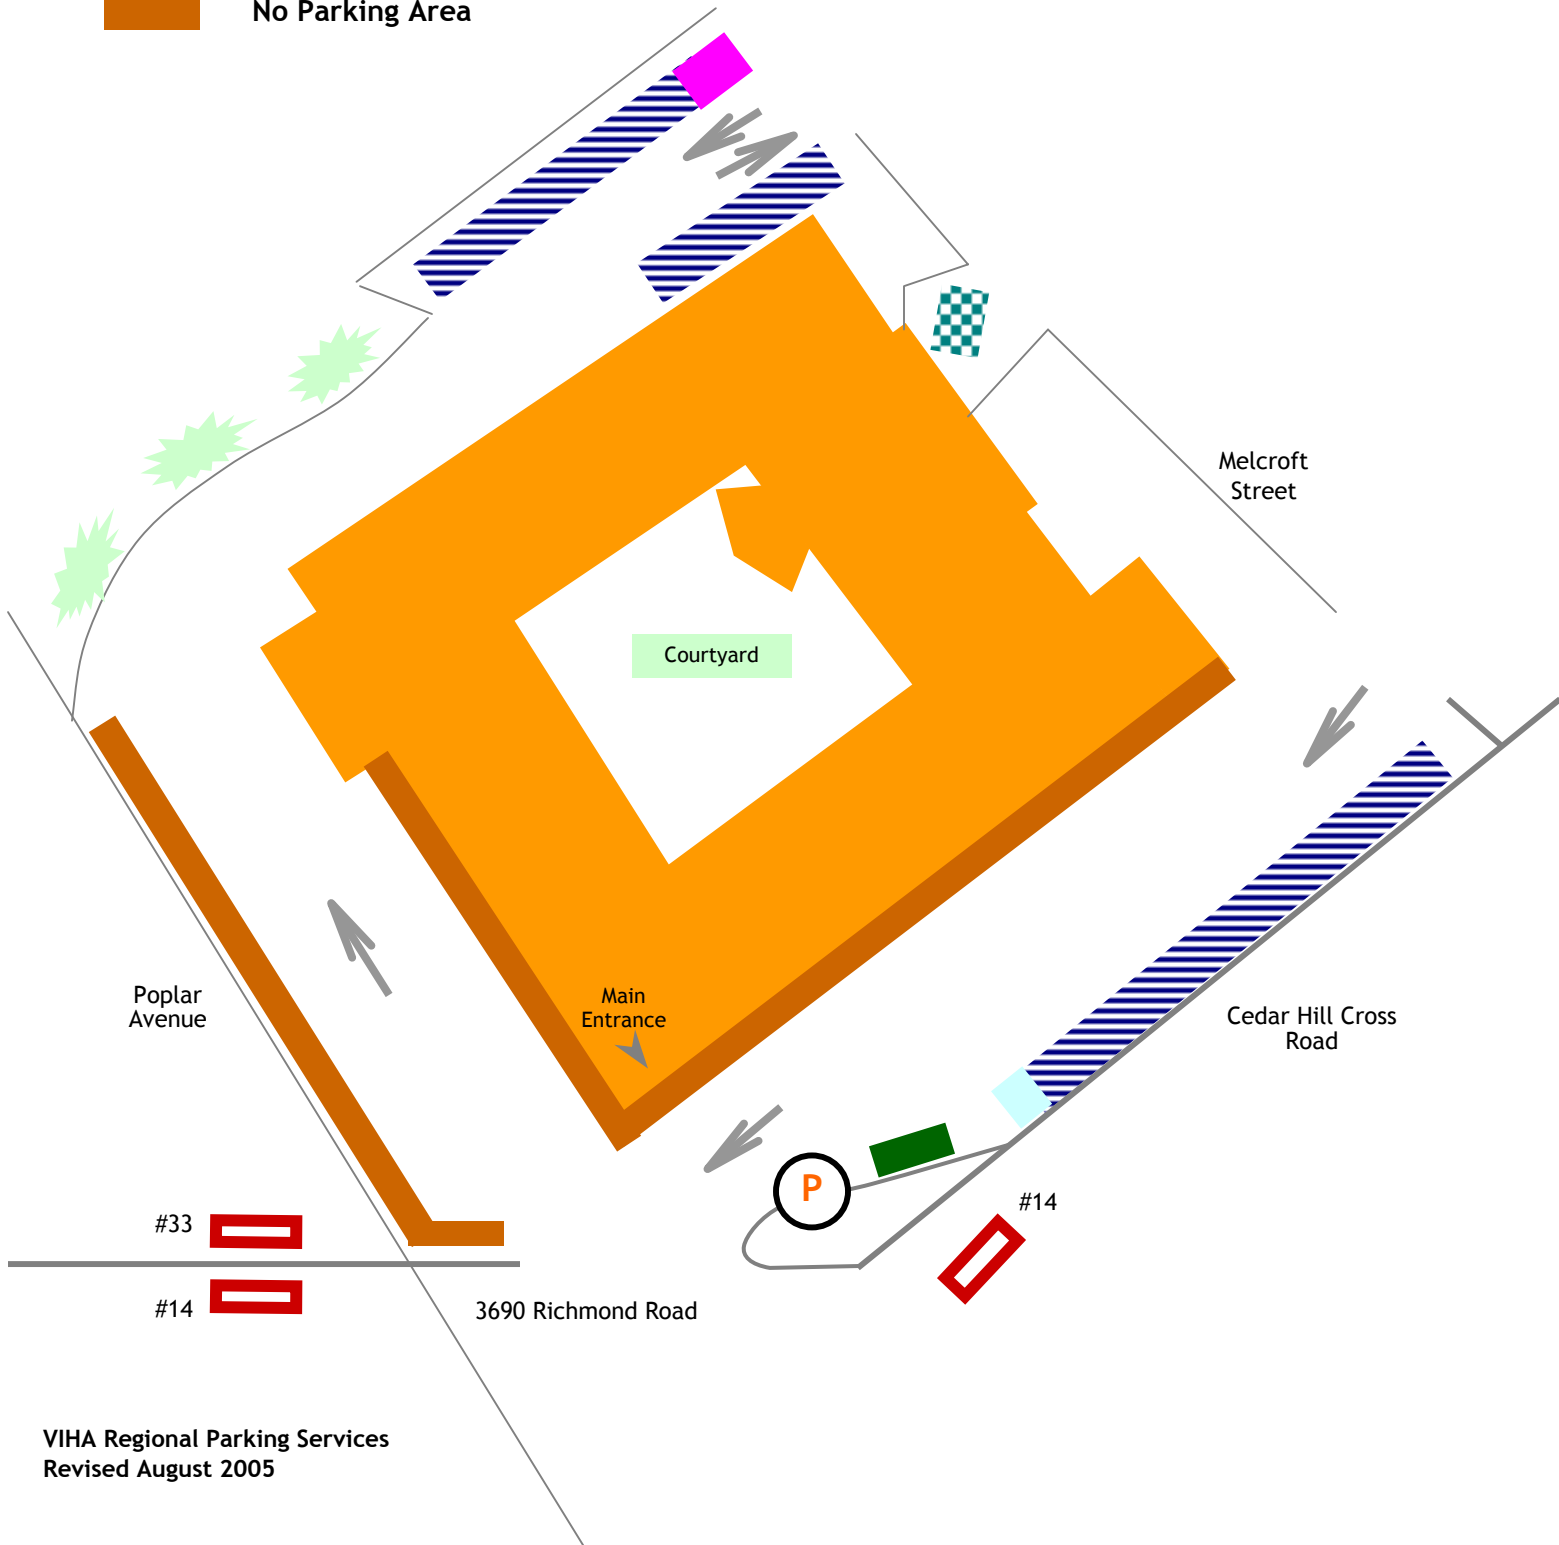 No Parking Area
Melcroft
Street
Courtyard
Poplar
Avenue
Main
Entrance
Cedar Hill Cross
Road
P
#14
#33
#14
3690 Richmond Road
VIHA Regional Parking Services
Revised August 2005